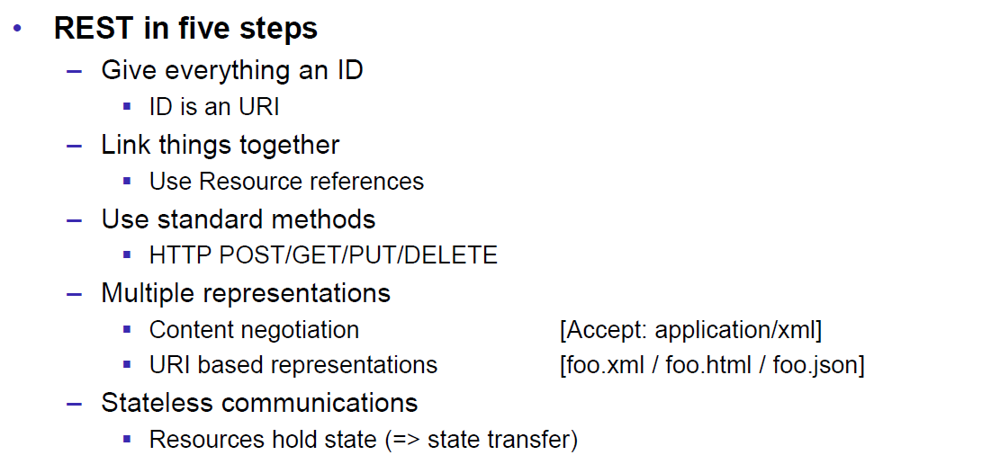 • REST in five steps
– Give everything an ID
▪ ID is an URI
– Link things together
▪ Use Resource references
– Use standard methods
▪ HTTP POST/GET/PUT/DELETE
– Multiple representations
▪ Content negotiation [Accept: application/xml]
▪ URI based representations [foo.xml / foo.html / foo.json]
– Stateless communications
▪ Resources hold state (=> state transfer)